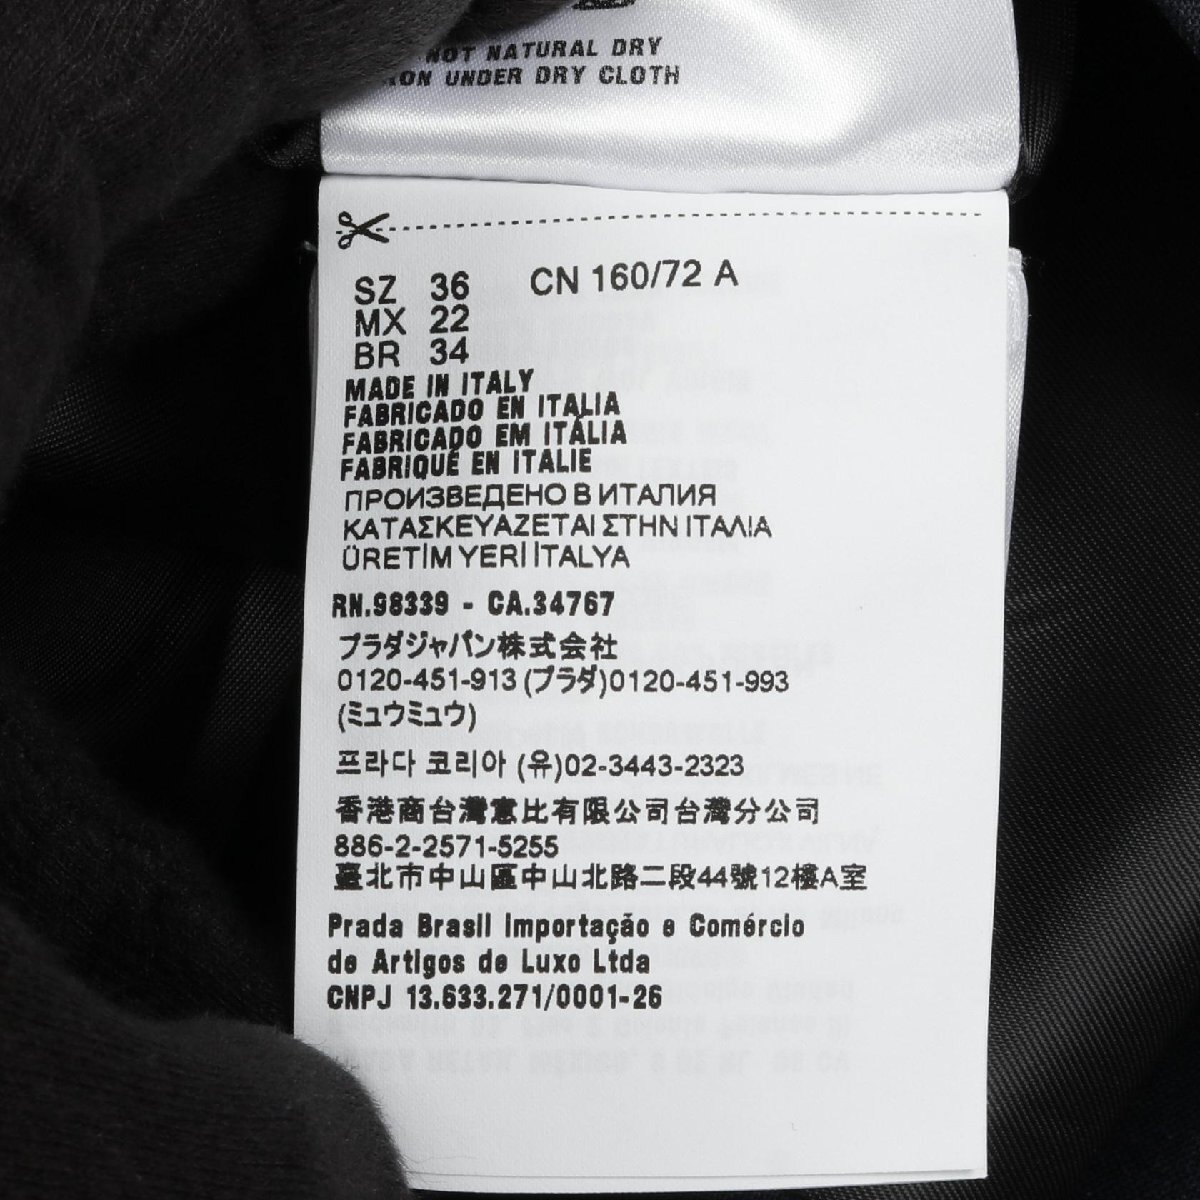 NOT NATURAL DRY
IRON UNDER DRY CLOTH
SZ 36 CN 160/72 A
MX 22
BR 34
MADE IN ITALY
FABRICADO EN ITALIA
FABRICADO EM ITÁLIA
FABRIQUÉ EN ITALIE
ПРОИЗВЕДЕНО В ИТАЛИЯ
ΚΑΤΑΣΚΕΥΑΖΕΤΑΙ ΣΤΗΝ ΙΤΑΛΙΑ
ÜRETİM YERİ İTALYA
RN.98339 - CA.34767
プラダジャパン株式会社
0120-451-913 (プラダ)0120-451-993
(ミュウミュウ)
프라다 코리아 (유)02-3443-2323
香港商台灣惠比有限公司台灣分公司
886-2-2571-5255
臺北市中山區中山北路二段44號12樓A室
Prada Brasil Importação e Comércio
de Artigos de Luxo Ltda
CNPJ 13.633.271/0001-26